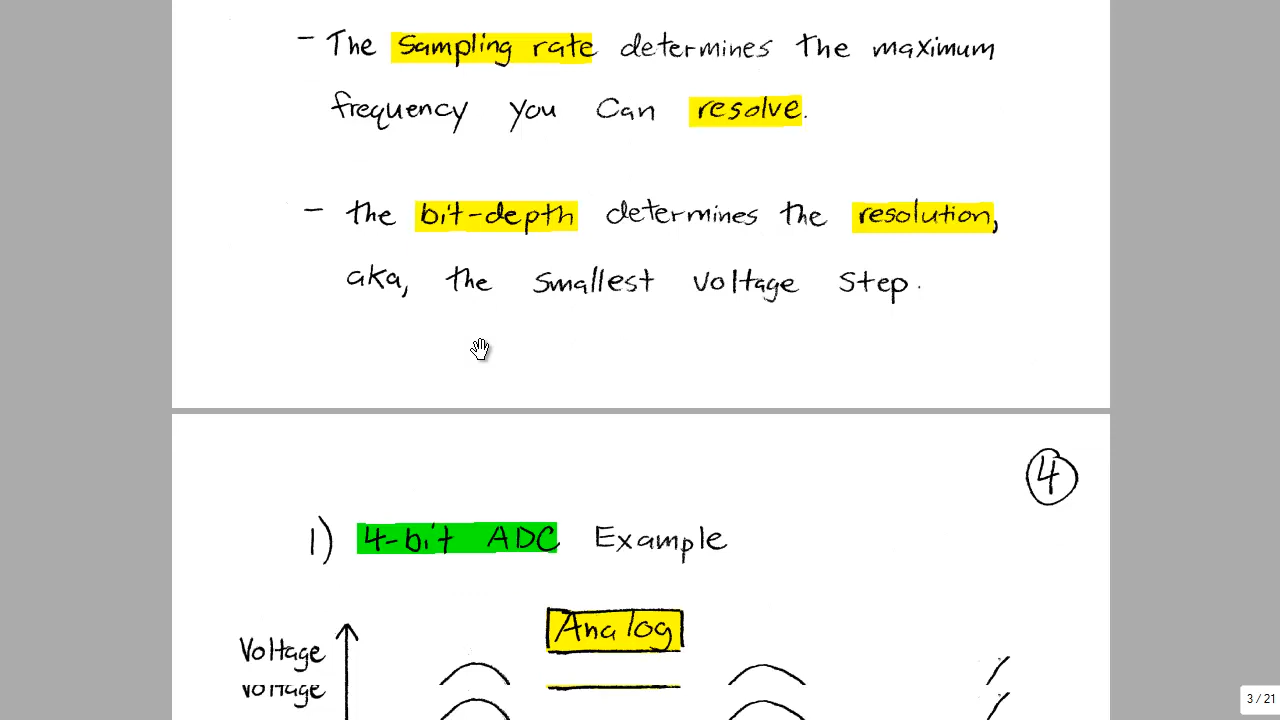 - The Sampling rate determines the maximum
frequency you can resolve.
- the bit-depth determines the resolution,
aka, the smallest voltage step.
4
1) 4-bit ADC Example
Analog
Voltage
Voltage
3 / 21